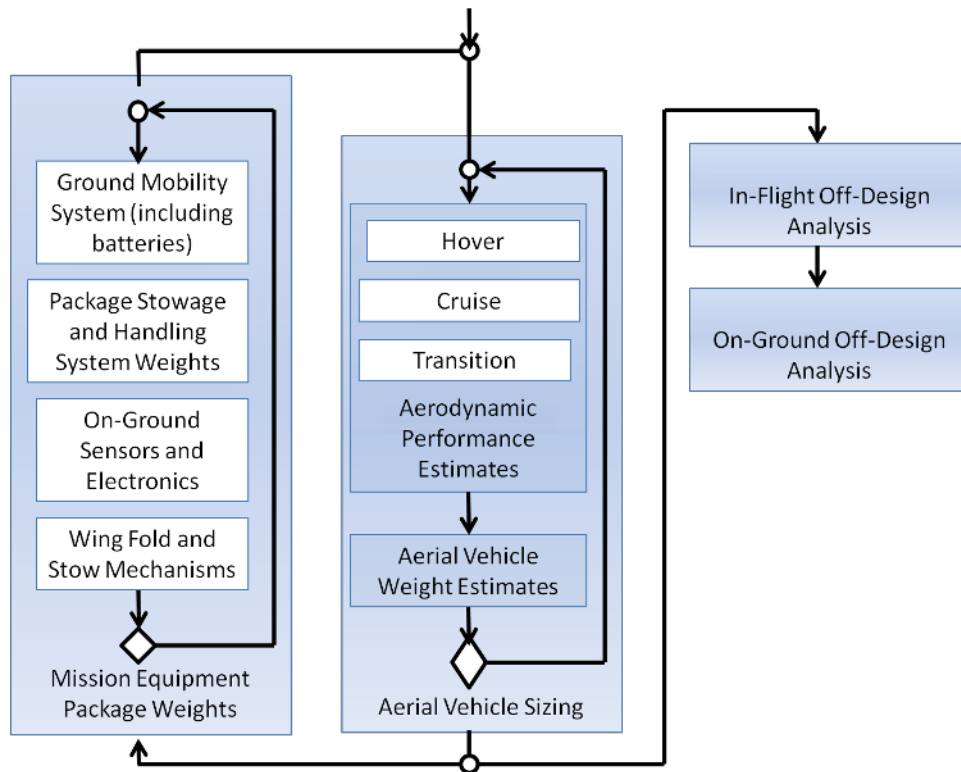 Ground Mobility
System (including
batteries)
Package Stowage
and Handling
System Weights
On-Ground
Sensors and
Electronics
Wing Fold and
Stow Mechanisms
Mission Equipment
Package Weights
Hover
Cruise
Transition
Aerodynamic
Performance
Estimates
Aerial Vehicle
Weight Estimates
Aerial Vehicle Sizing
In-Flight Off-Design
Analysis
On-Ground Off-Design
Analysis